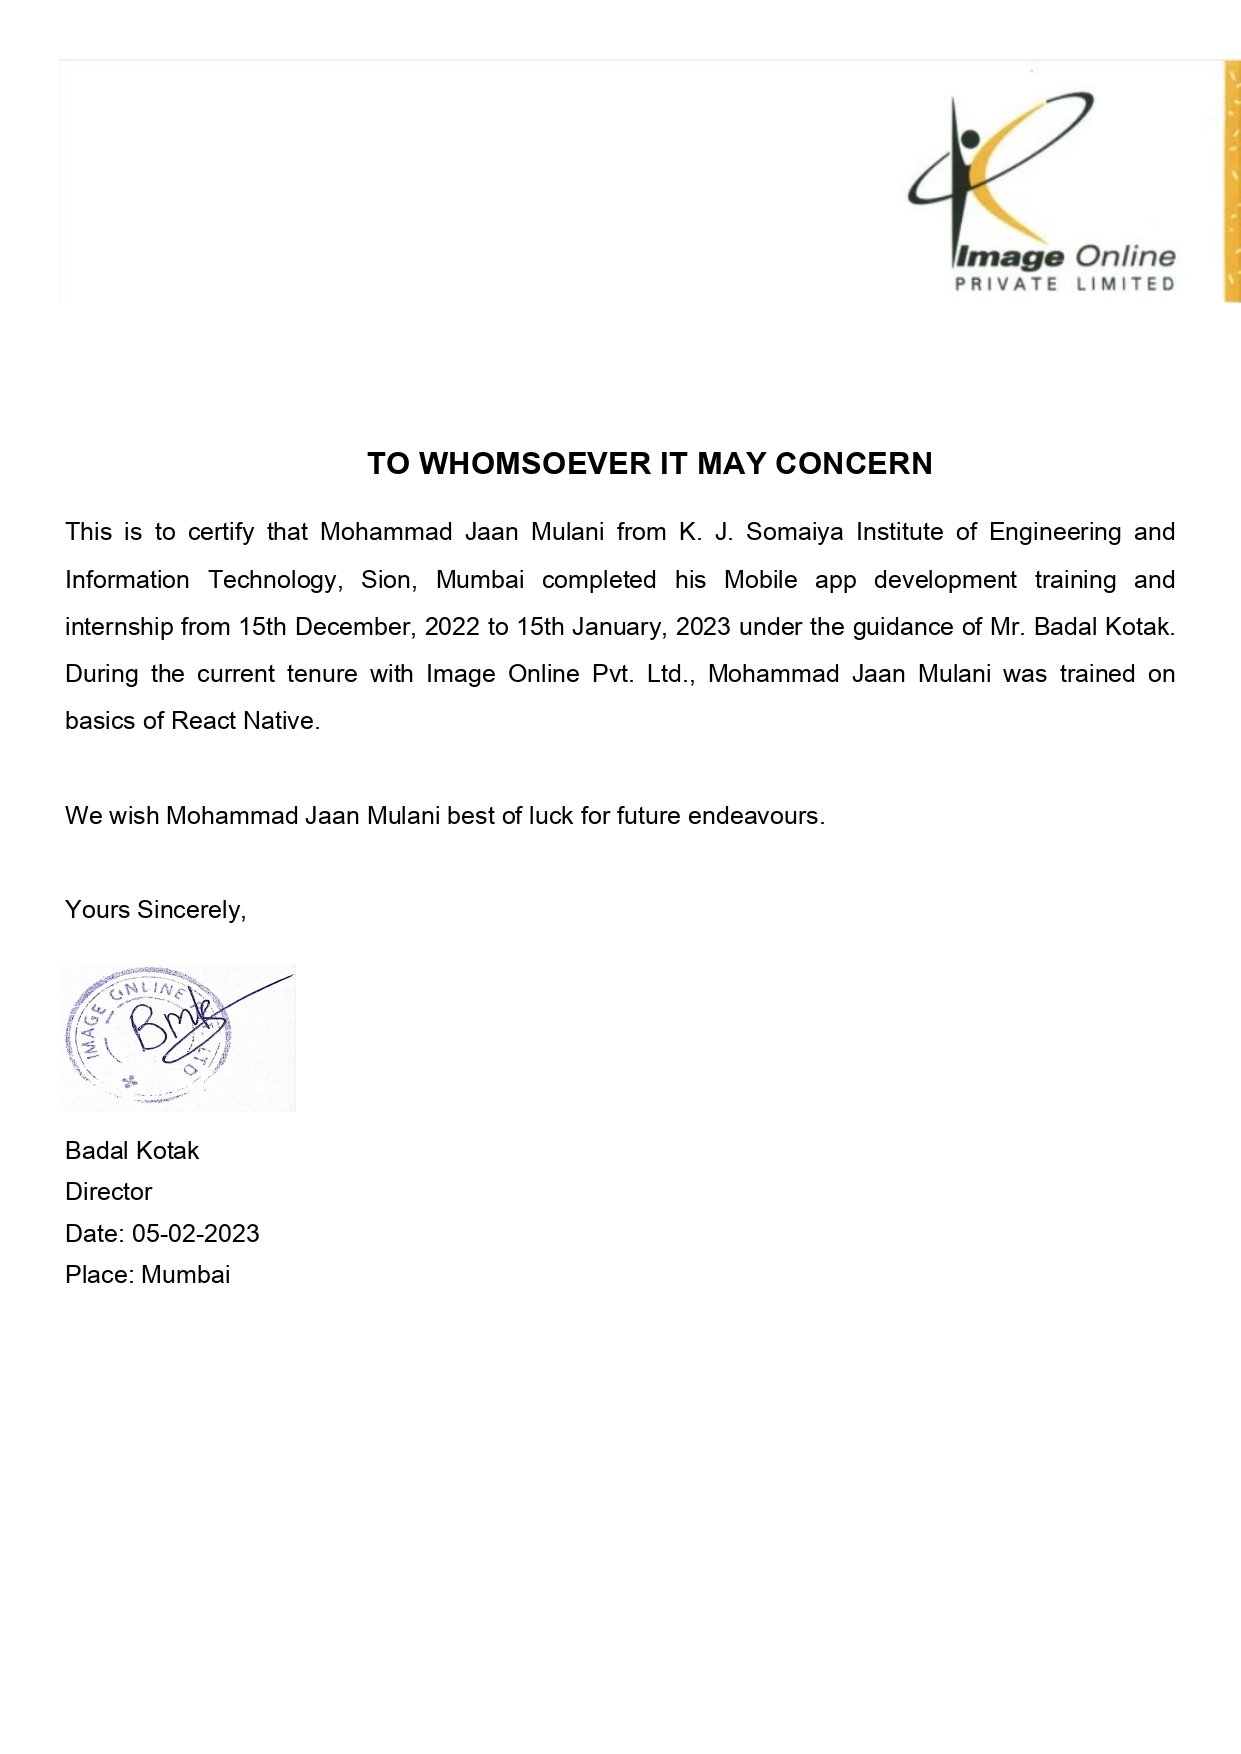 Image Online
PRIVATE LIMITED
TO WHOMSOEVER IT MAY CONCERN
This is to certify that Mohammad Jaan Mulani from K. J. Somaiya Institute of Engineering and
Information Technology, Sion, Mumbai completed his Mobile app development training and
internship from 15th December, 2022 to 15th January, 2023 under the guidance of Mr. Badal Kotak.
During the current tenure with Image Online Pvt. Ltd., Mohammad Jaan Mulani was trained on
basics of React Native.
We wish Mohammad Jaan Mulani best of luck for future endeavours.
Yours Sincerely,
IMAGE ONLINE LTD
Badal Kotak
Director
Date: 05-02-2023
Place: Mumbai